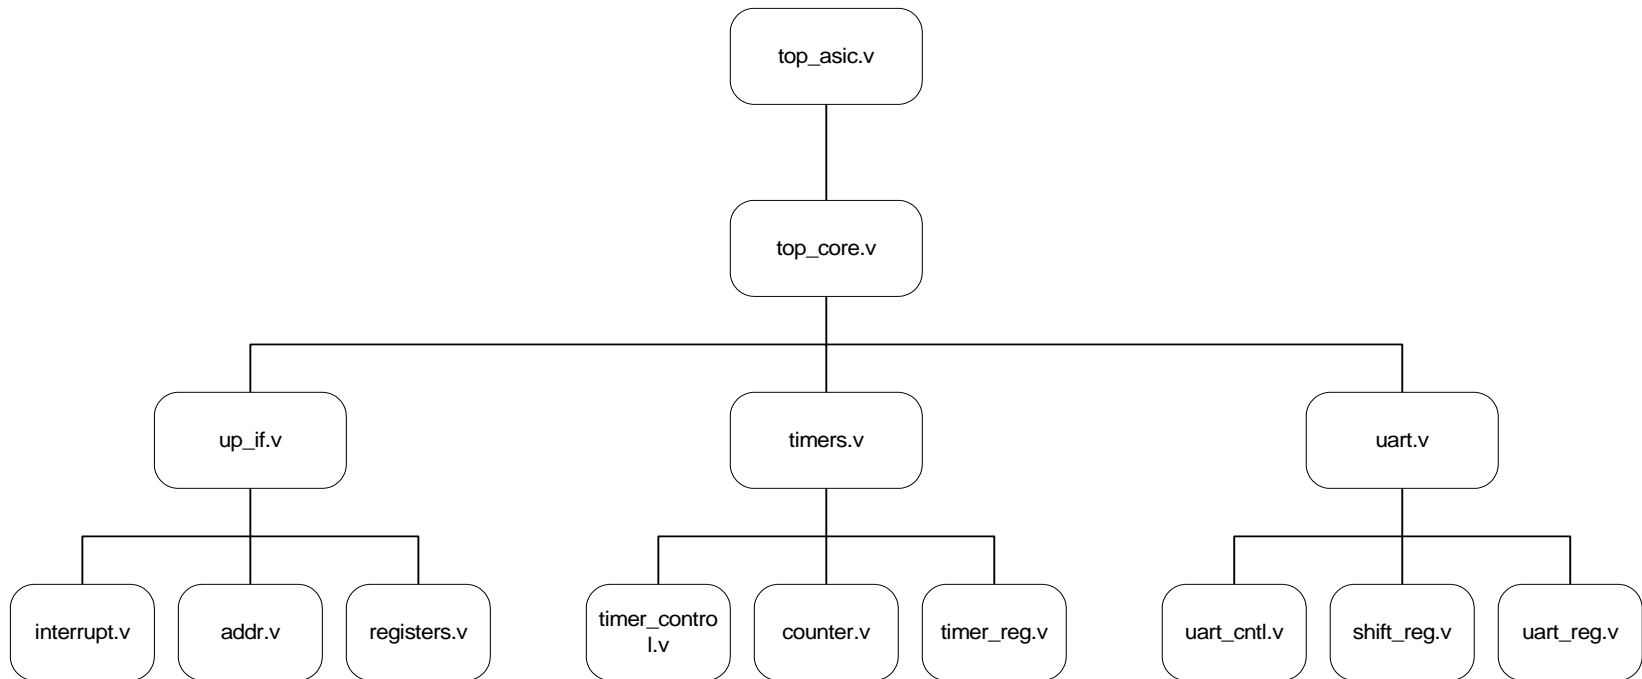 top_asic.v
top_core.v
up_if.v
timers.v
uart.v
interrupt.v
addr.v
registers.v
timer_contro
l.v
counter.v
timer_reg.v
uart_cntl.v
shift_reg.v
uart_reg.v